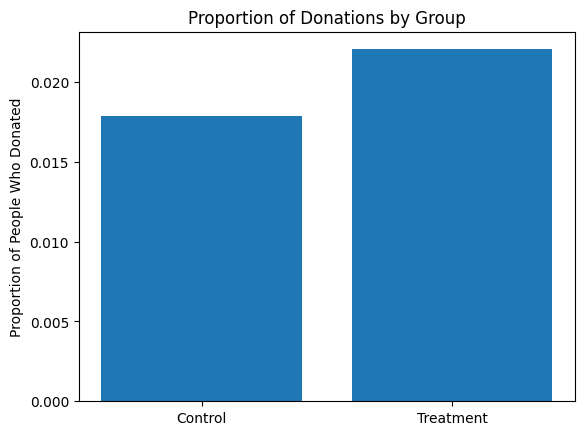 Proportion of Donations by Group
Proportion of People Who Donated
0.020
0.015
0.010
0.005
0.000
Control
Treatment